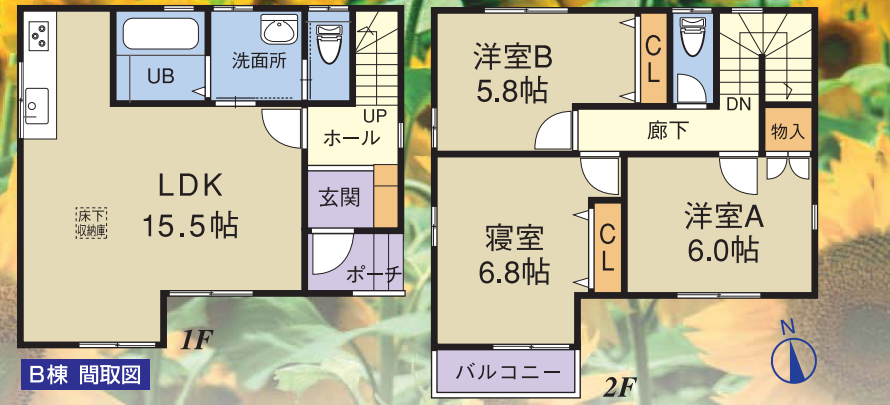 UB
洗面所
UP
ホール
LDK
15.5帖
床下
収納庫
玄関
ポーチ
1F
B棟 間取図
洋室B
5.8帖
CL
DN
廊下
物入
寝室
6.8帖
CL
洋室A
6.0帖
バルコニー
2F
N